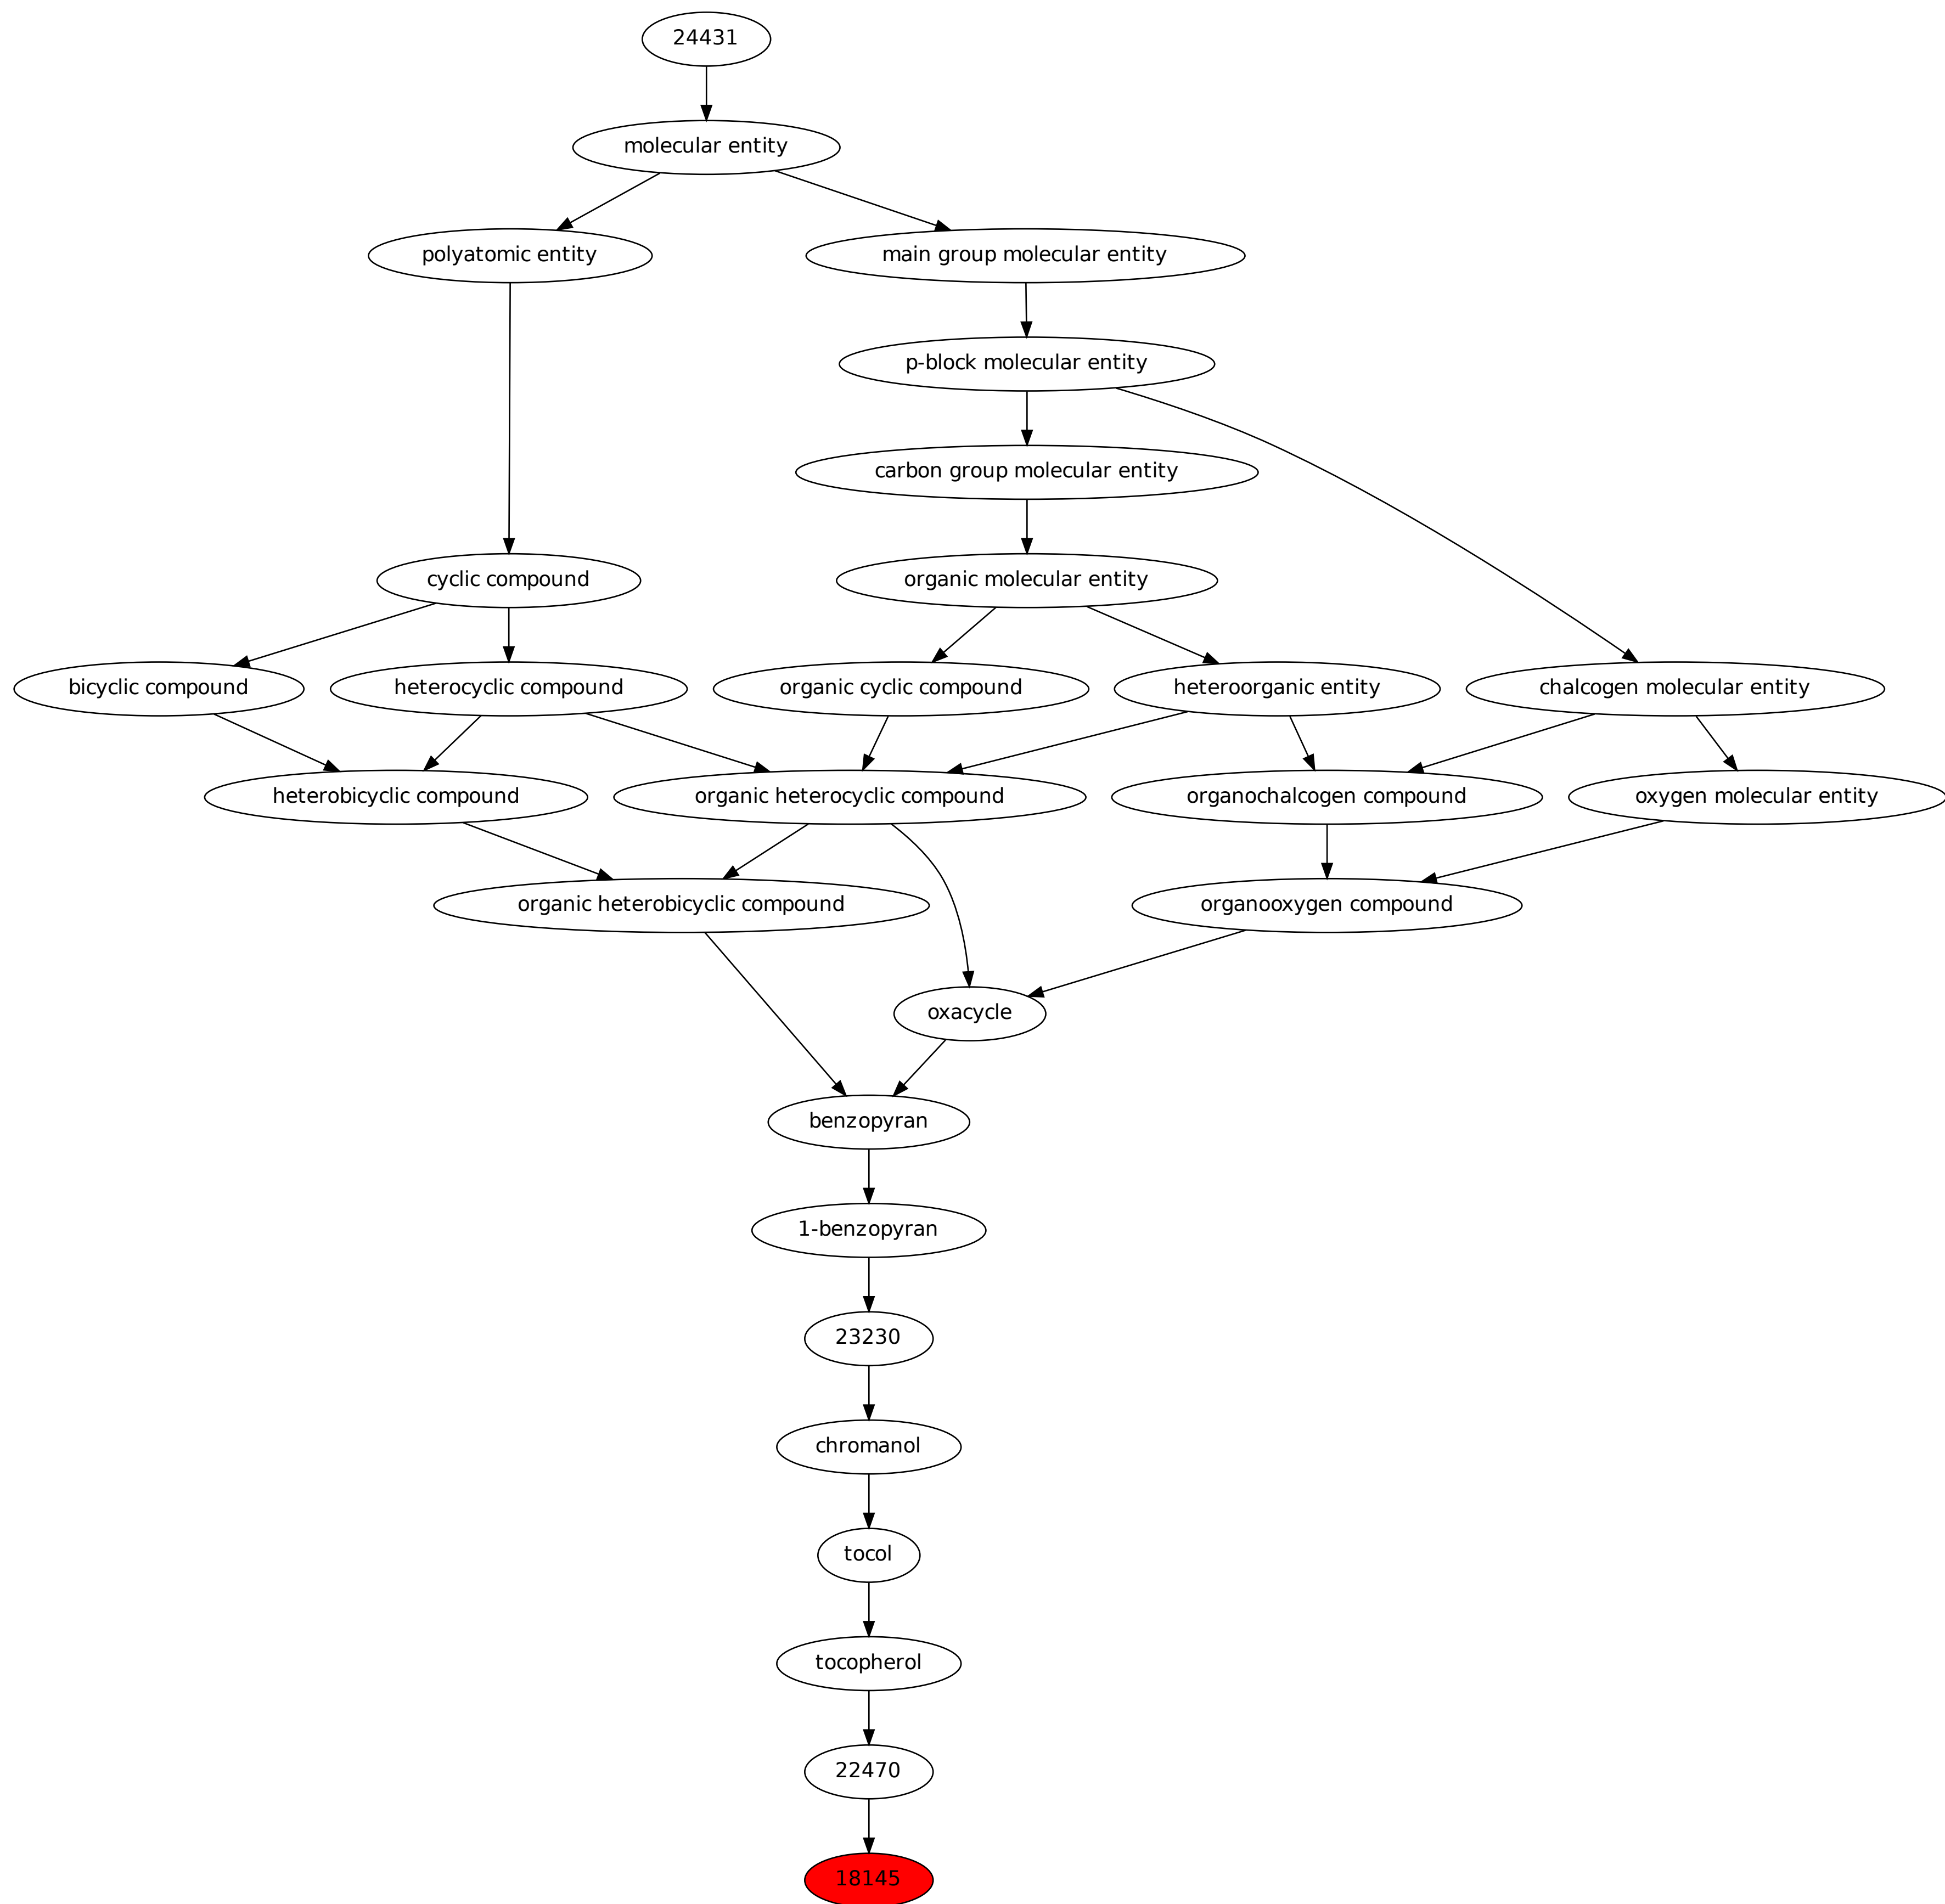 24431
molecular entity
polyatomic entity
main group molecular entity
p-block molecular entity
carbon group molecular entity
cyclic compound
organic molecular entity
bicyclic compound
heterocyclic compound
organic cyclic compound
heteroorganic entity
chalcogen molecular entity
heterobicyclic compound
organic heterocyclic compound
organochalcogen compound
oxygen molecular entity
organic heterobicyclic compound
organooxygen compound
oxacycle
benzopyran
1-benzopyran
23230
chromanol
tocol
tocopherol
22470
18145